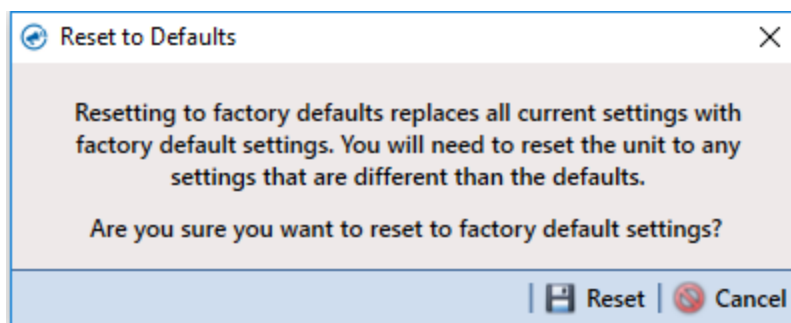 Reset to Defaults
Resetting to factory defaults replaces all current settings with
factory default settings. You will need to reset the unit to any
settings that are different than the defaults.
Are you sure you want to reset to factory default settings?
Reset
Cancel